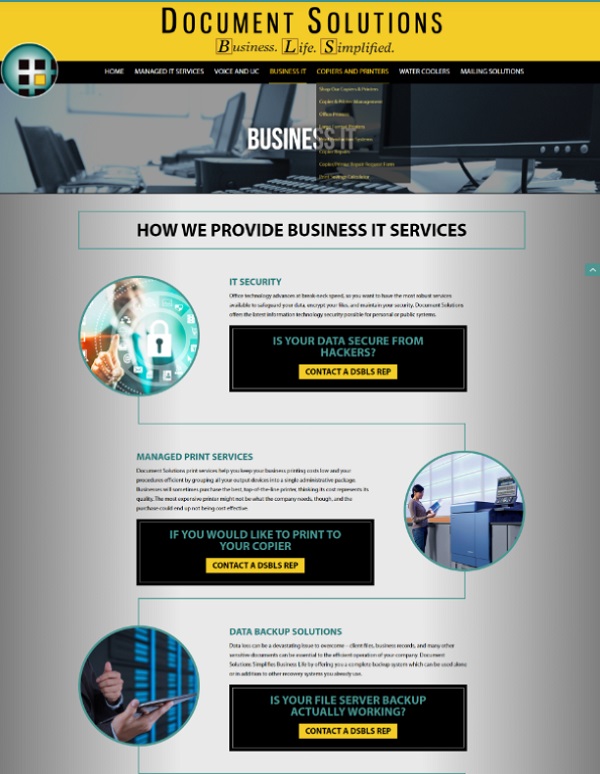 DOCUMENT SOLUTIONS
Business. Life. Simplified.
HOME MANAGED IT SERVICES VOICE AND UC BUSINESS IT COPIERS AND PRINTERS WATER COOLERS MAILING SOLUTIONS
Shop Our Copiers & Printers
Copier & Printer Management
BUSINESS IT
Copier/Printer Repair Request Form
Print Savings Calculator
HOW WE PROVIDE BUSINESS IT SERVICES
IT SECURITY
Office technology advances at break-neck speed, so you want to have the most robust services
available to safeguard your data, encrypt your files, and maintain your security. Document Solutions
offers the latest information technology security possible for personal or public systems.
IS YOUR DATA SECURE FROM
HACKERS?
CONTACT A DSBLS REP
MANAGED PRINT SERVICES
Document Solutions print services help you keep your business printing costs low and your
procedures efficient by grouping all your output devices into a single administrative package.
Businesses will sometimes purchase the best, top-of-the-line printer, thinking its cost represents its
quality. The most expensive printer might not be what the company needs, though, and the
purchase could end up not being cost effective.
IF YOU WOULD LIKE TO PRINT TO
YOUR COPIER
CONTACT A DSBLS REP
DATA BACKUP SOLUTIONS
Data loss can be a devastating issue to overcome – client files, business records, and many other
sensitive documents can be essential to the efficient operation of your company. Document
Solutions Simplifies Business Life by offering you a complete backup system which can be used alone
or in addition to other recovery systems you already use.
IS YOUR FILE SERVER BACKUP
ACTUALLY WORKING?
CONTACT A DSBLS REP